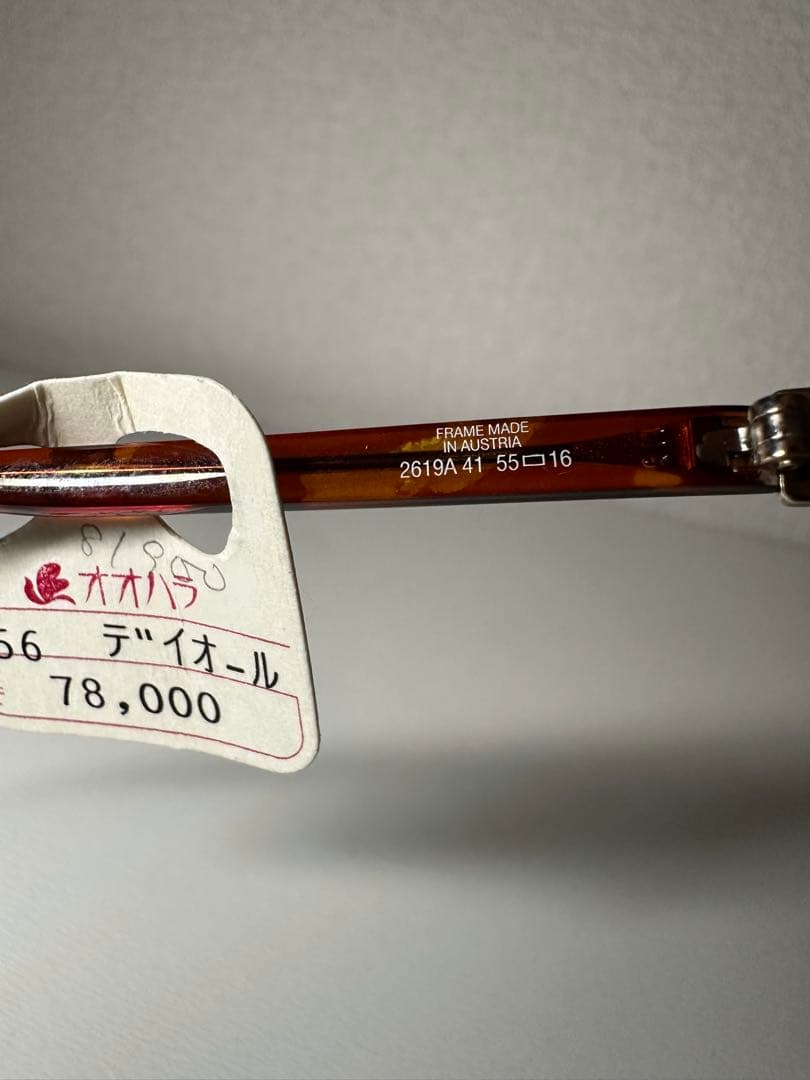 FRAME MADE
IN AUSTRIA
2619A 41 55▭16
オオハラ
56 デイオール
78,000